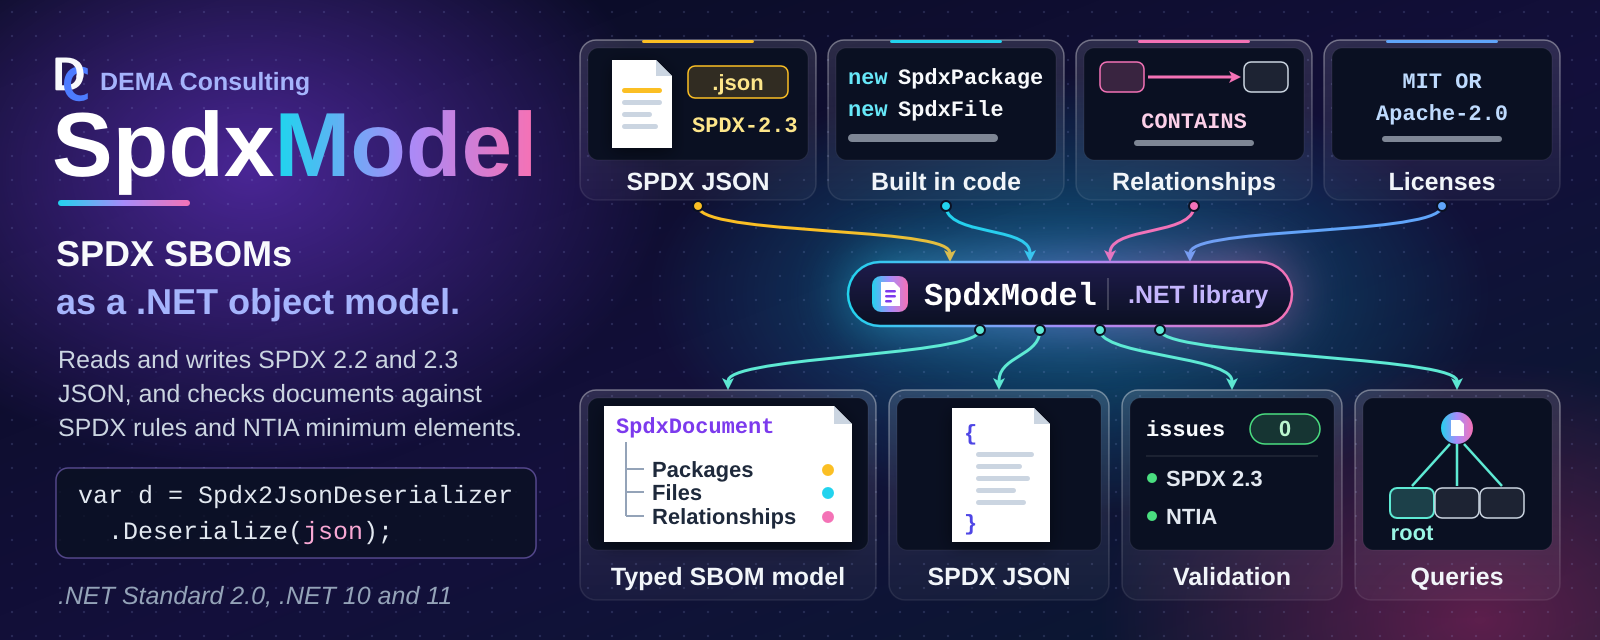 DC DEMA Consulting
SpdxModel
SPDX SBOMs
as a .NET object model.
Reads and writes SPDX 2.2 and 2.3
JSON, and checks documents against
SPDX rules and NTIA minimum elements.
var d = Spdx2JsonDeserializer
.Deserialize(json);
.NET Standard 2.0, .NET 10 and 11
.json
SPDX-2.3
SPDX JSON
new SpdxPackage
new SpdxFile
Built in code
CONTAINS
Relationships
MIT OR
Apache-2.0
Licenses
SpdxModel .NET library
SpdxDocument
Packages
Files
Relationships
Typed SBOM model
{
}
SPDX JSON
issues 0
SPDX 2.3
NTIA
Validation
root
Queries